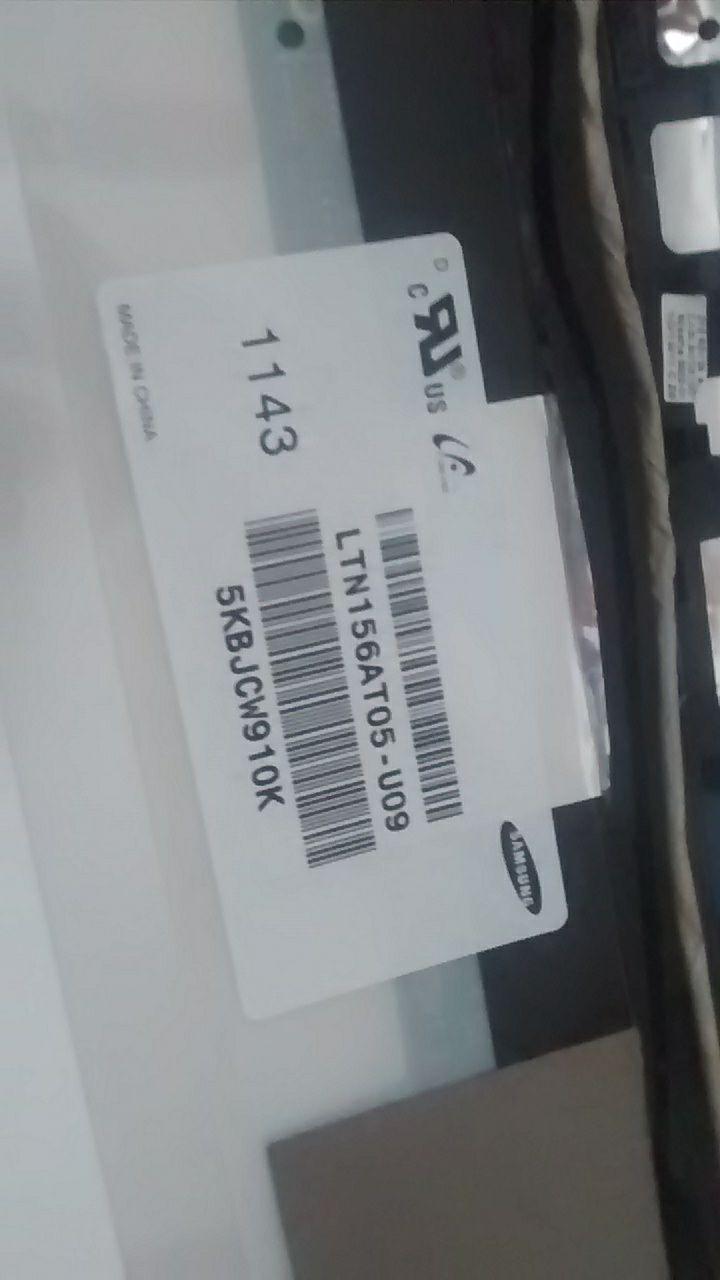 D
C US
SAMSUNG
LTN156AT05-U09
1143
5KBJCW910K
MADE IN CHINA